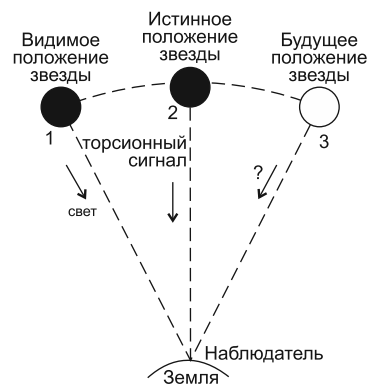 Видимое
положение
звезды
Истинное
положение
звезды
Будущее
положение
звезды
1
2
3
торсионный
сигнал
свет
?
Наблюдатель
Земля